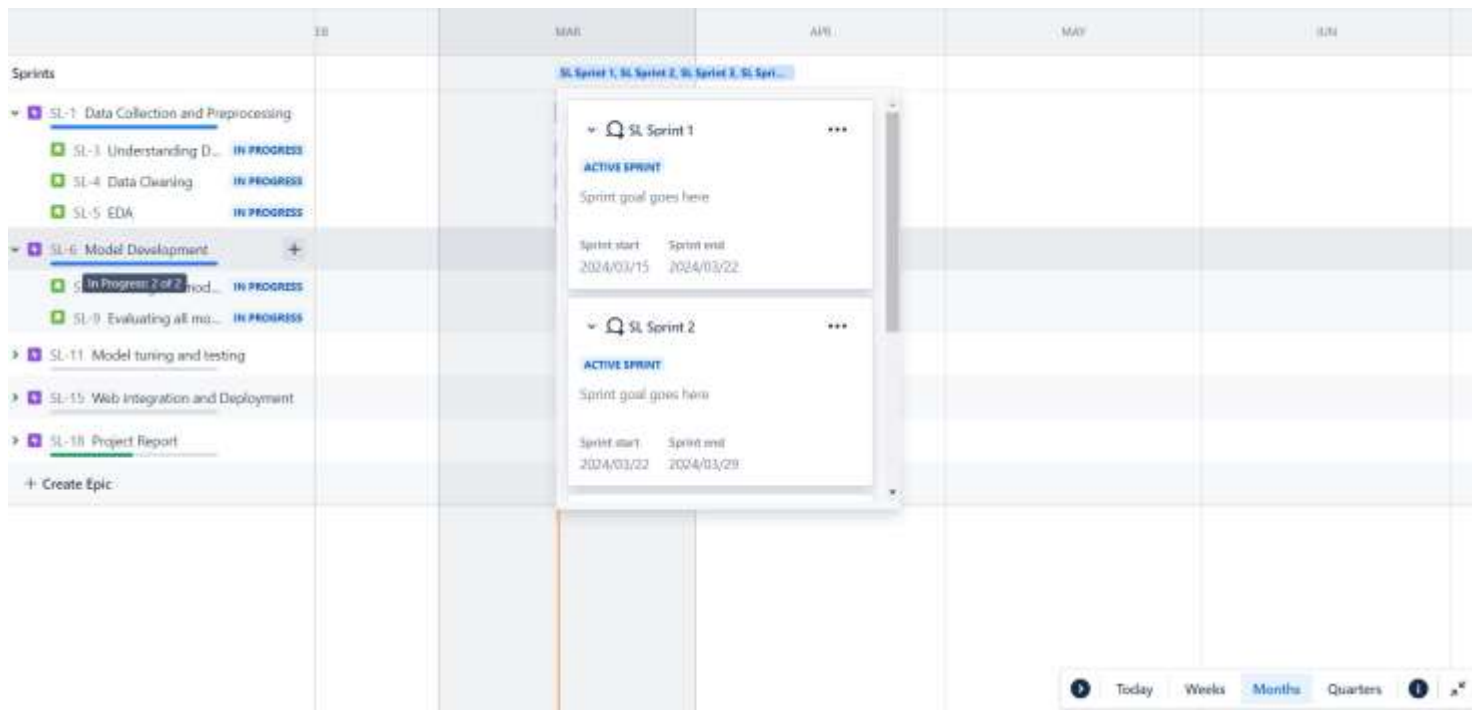 MAR APR MAY JUN
Sprints
SL Sprint 1, SL Sprint 2, SL Sprint 3, SL Spri...
SL-1 Data Collection and Preprocessing
SL-3 Understanding D... IN PROGRESS
SL-4 Data Cleaning IN PROGRESS
SL-5 EDA IN PROGRESS
SL-6 Model Development
In Progress: 2 of 2
mod... IN PROGRESS
SL-9 Evaluating all mo... IN PROGRESS
SL-11 Model tuning and testing
SL-15 Web integration and Deployment
SL-18 Project Report
+ Create Epic
SL Sprint 1
ACTIVE SPRINT
Sprint goal goes here
Sprint start Sprint end
2024/03/15 2024/03/22
SL Sprint 2
ACTIVE SPRINT
Sprint goal goes here
Sprint start Sprint end
2024/03/22 2024/03/29
Today Weeks Months Quarters